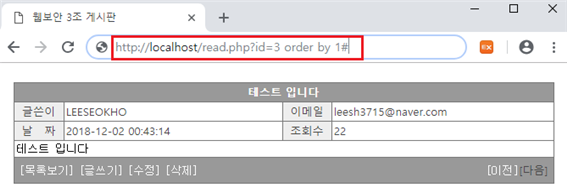 웹보안 3조 게시판
http://localhost/read.php?id=3 order by 1#
테스트 입니다
글쓴이 LEESEOKHO 이메일 leesh3715@naver.com
날 짜 2018-12-02 00:43:14 조회수 22
테스트 입니다
[목록보기] [글쓰기] [수정] [삭제] [이전] [다음]